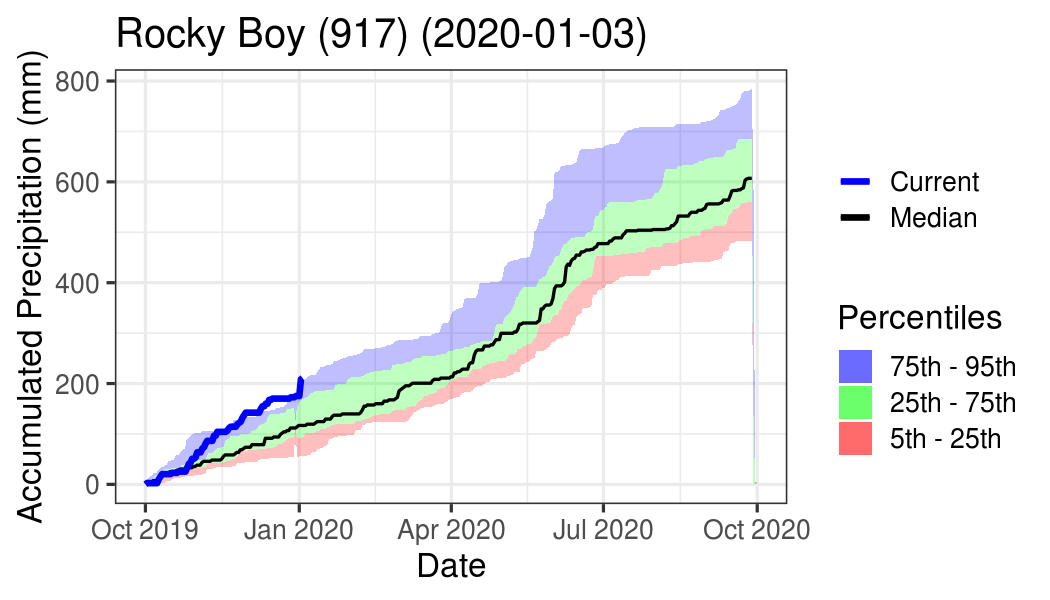 Rocky Boy (917) (2020-01-03)
Accumulated Precipitation (mm)
800
600
400
200
0
Oct 2019
Jan 2020
Apr 2020
Jul 2020
Oct 2020
Date
Current
Median
Percentiles
75th - 95th
25th - 75th
5th - 25th